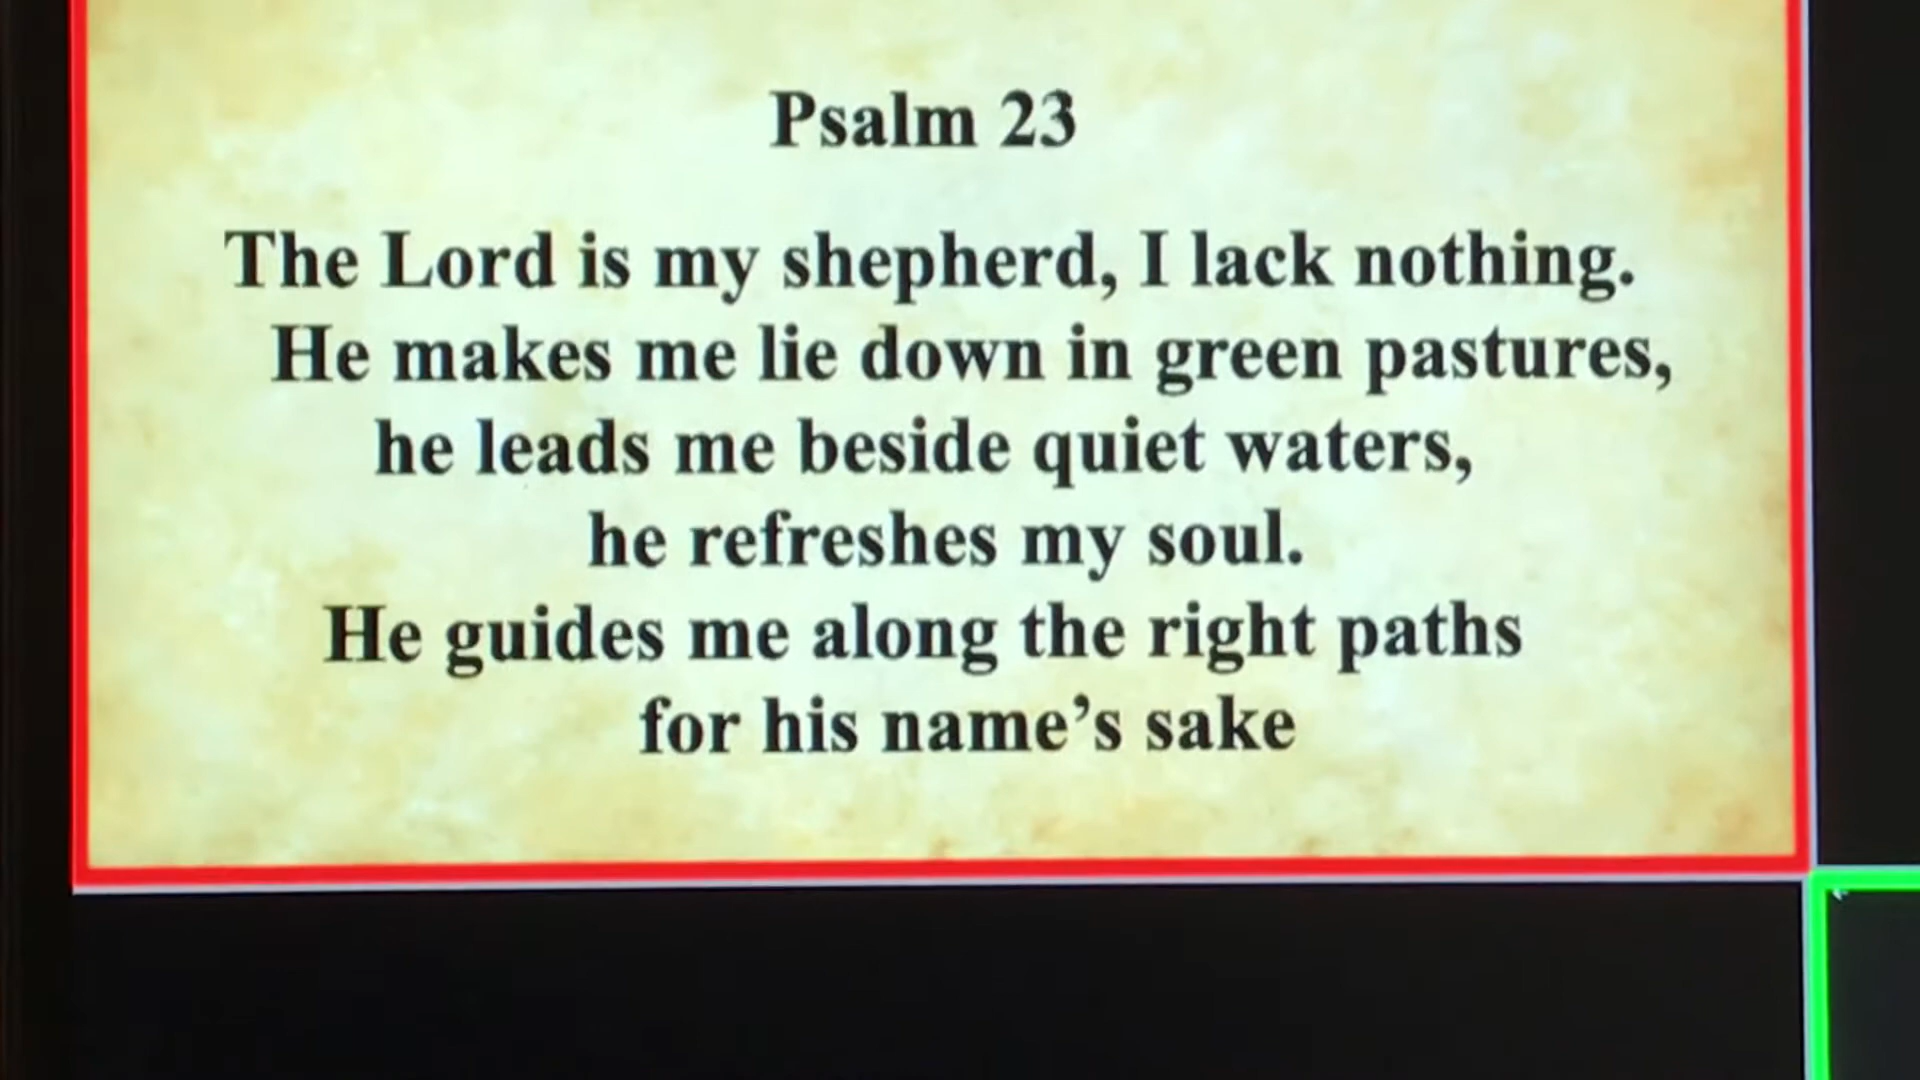 Psalm 23
The Lord is my shepherd, I lack nothing.
He makes me lie down in green pastures,
he leads me beside quiet waters,
he refreshes my soul.
He guides me along the right paths
for his name’s sake